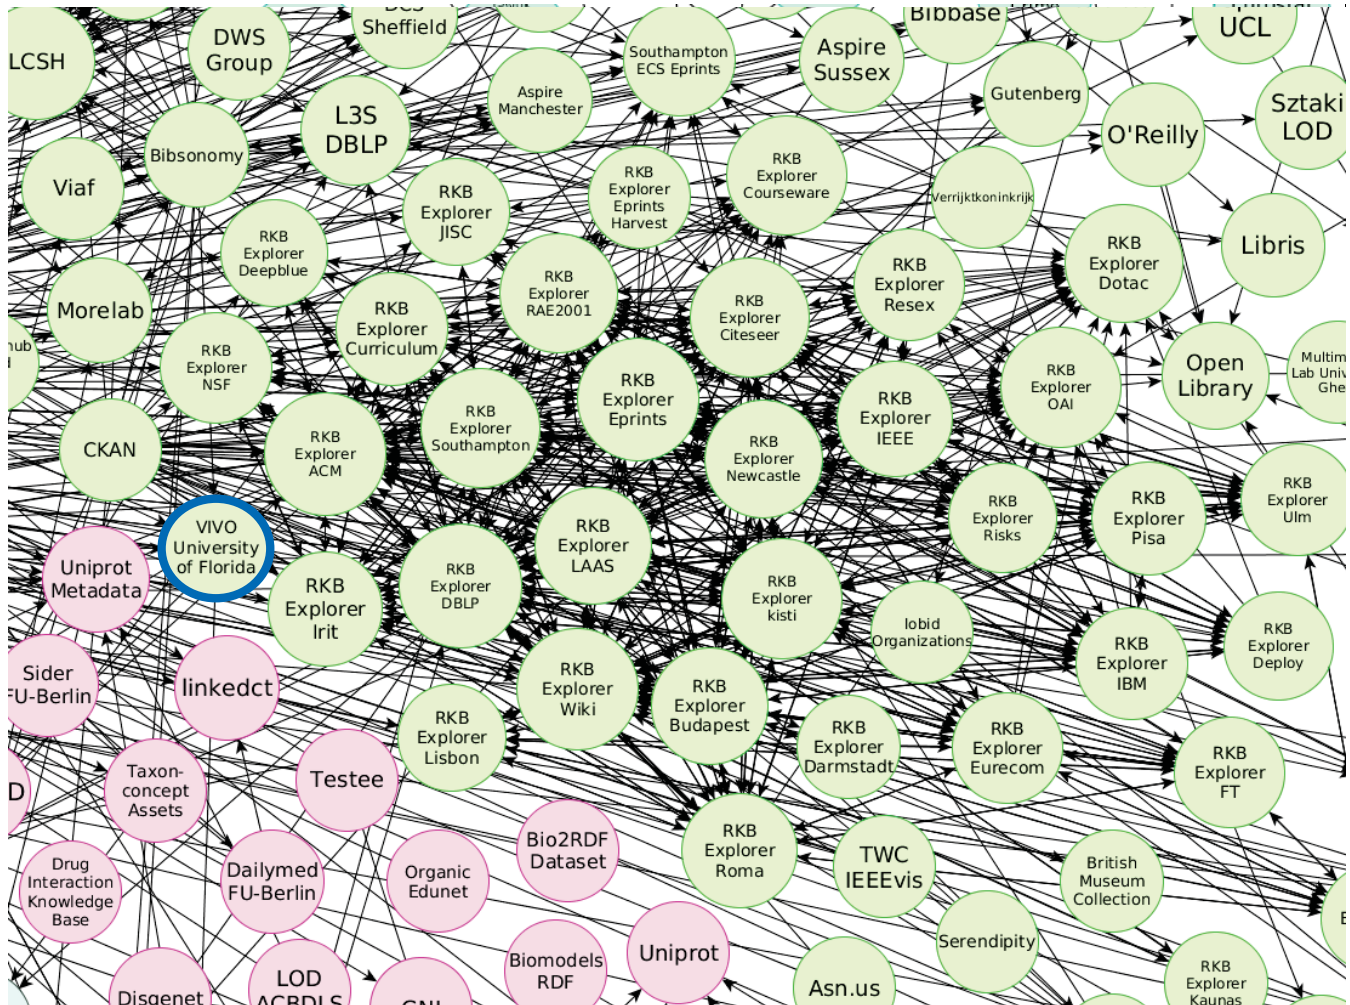 DCS
Sheffield
Bibbase
UCL
LCSH
DWS
Group
Southampton
ECS Eprints
Aspire
Sussex
Aspire
Manchester
Gutenberg
Sztaki
LOD
L3S
DBLP
O'Reilly
Bibsonomy
Viaf
RKB
Explorer
JISC
RKB
Explorer
Eprints
Harvest
RKB
Explorer
Courseware
Verrijktkoninkrijk
RKB
Explorer
Deepblue
Libris
RKB
Explorer
Dotac
Morelab
RKB
Explorer
RAE2001
RKB
Explorer
Citeseer
RKB
Explorer
Resex
RKB
Explorer
Curriculum
RKB
Explorer
NSF
hub
RKB
Explorer
Eprints
RKB
Explorer
OAI
Open
Library
Multim
Lab Univ
Ghe
CKAN
RKB
Explorer
ACM
RKB
Explorer
Southampton
RKB
Explorer
Newcastle
RKB
Explorer
IEEE
VIVO
University
of Florida
RKB
Explorer
LAAS
RKB
Explorer
Risks
RKB
Explorer
Pisa
RKB
Explorer
Ulm
Uniprot
Metadata
RKB
Explorer
Irit
RKB
Explorer
DBLP
RKB
Explorer
kisti
lobid
Organizations
RKB
Explorer
IBM
RKB
Explorer
Deploy
Sider
FU-Berlin
linkedct
RKB
Explorer
Wiki
RKB
Explorer
Budapest
RKB
Explorer
Lisbon
RKB
Explorer
Darmstadt
RKB
Explorer
Eurecom
RKB
Explorer
FT
D
Taxon-
concept
Assets
Testee
Bio2RDF
Dataset
RKB
Explorer
Roma
TWC
IEEEvis
British
Museum
Collection
Drug
Interaction
Knowledge
Base
Dailymed
FU-Berlin
Organic
Edunet
Serendipity
Uniprot
Biomodels
RDF
Asn.us
RKB
Explorer
Kaunas
Disgenet
LOD
ACBDLS